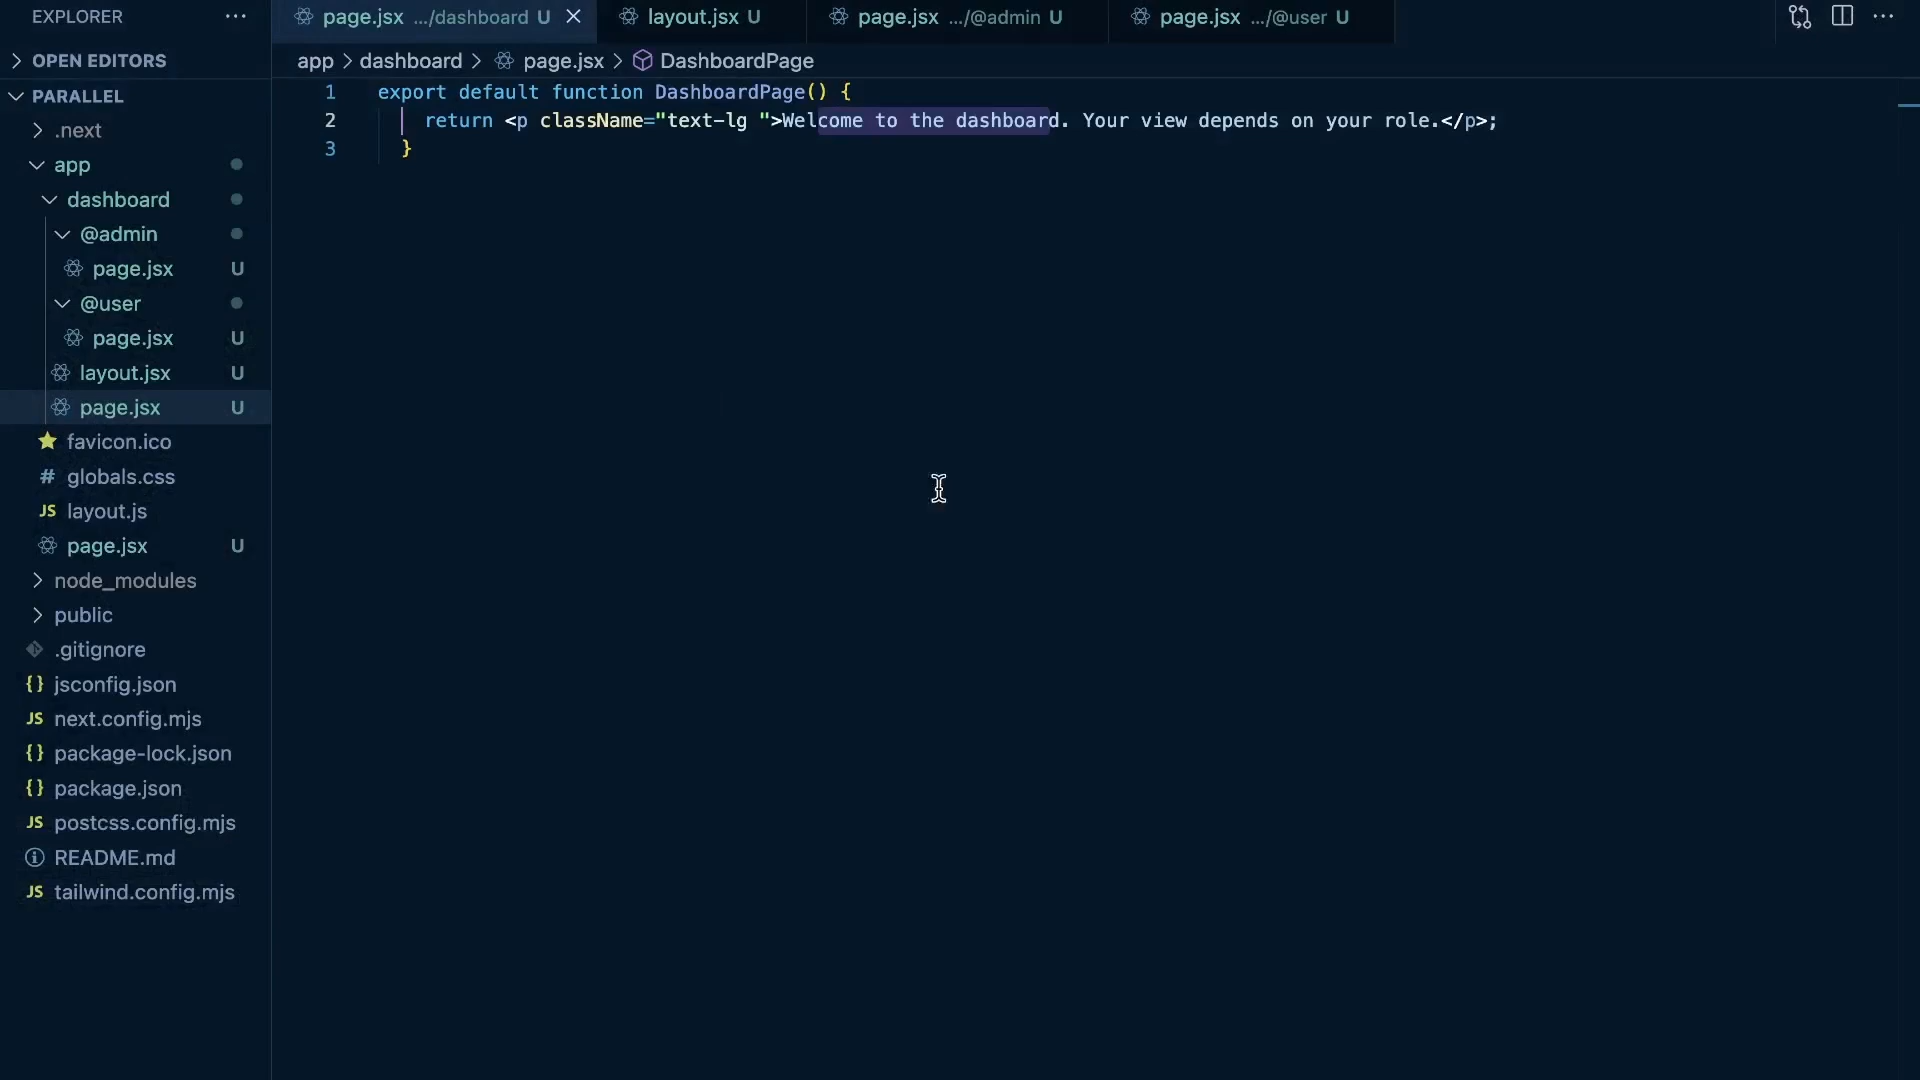 EXPLORER
page.jsx .../dashboard U
layout.jsx U
page.jsx .../@admin U
page.jsx .../@user U
OPEN EDITORS
app > dashboard > page.jsx > DashboardPage
PARALLEL
.next
app
dashboard
@admin
page.jsx U
@user
page.jsx U
layout.jsx U
page.jsx U
favicon.ico
# globals.css
JS layout.js
page.jsx U
node_modules
public
.gitignore
{} jsconfig.json
JS next.config.mjs
{} package-lock.json
{} package.json
JS postcss.config.mjs
README.md
JS tailwind.config.mjs
1 export default function DashboardPage() {
2 return <p className="text-lg ">Welcome to the dashboard. Your view depends on your role.</p>;
3 }